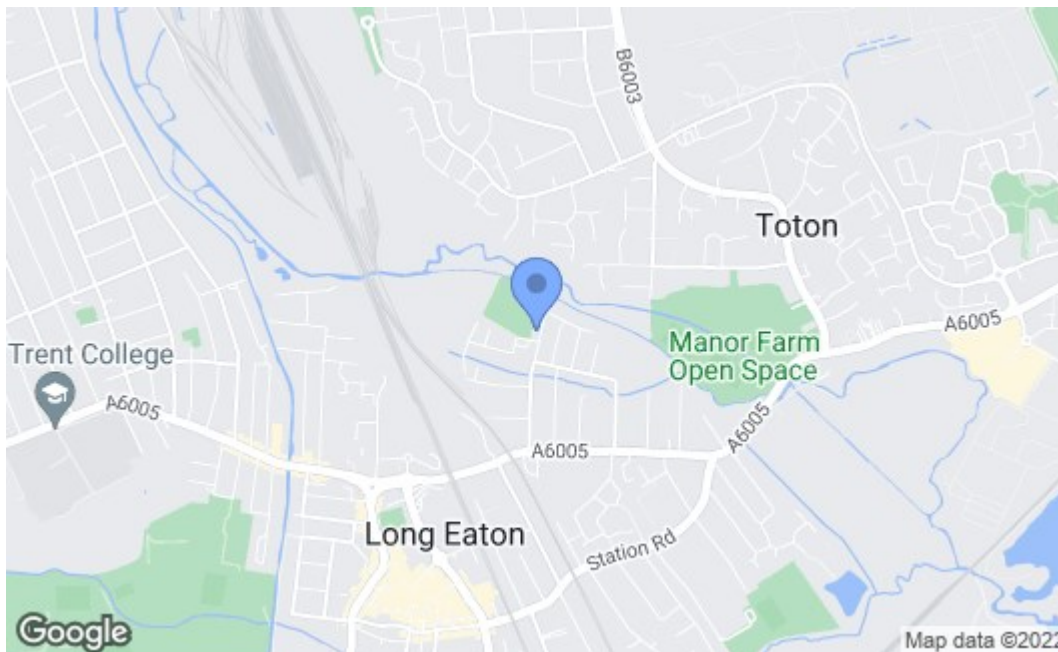 B6003
Toton
A6005
Manor Farm
Open Space
Trent College
A6005
A6005
A6005
Long Eaton
Station Rd
Google
Map data ©2022